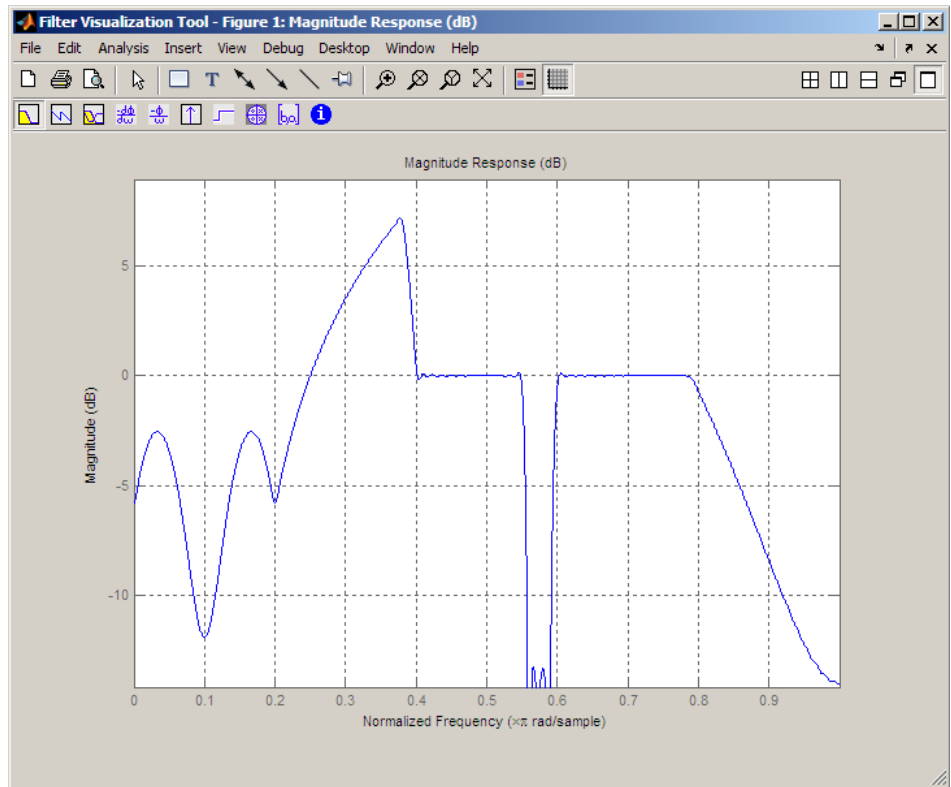 Filter Visualization Tool - Figure 1: Magnitude Response (dB)
File Edit Analysis Insert View Debug Desktop Window Help
T
[b,a]
i
Magnitude Response (dB)
Magnitude (dB)
5
0
-5
-10
0 0.1 0.2 0.3 0.4 0.5 0.6 0.7 0.8 0.9
Normalized Frequency (×π rad/sample)